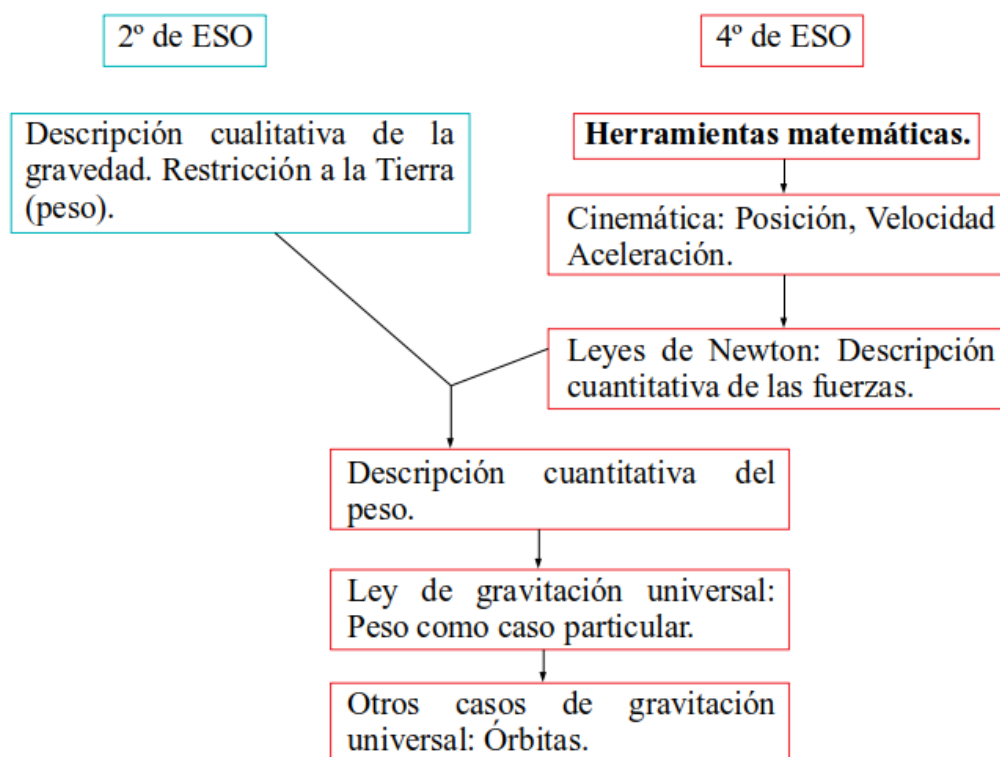 2º de ESO
4º de ESO
Descripción cualitativa de la
gravedad. Restricción a la Tierra
(peso).
Herramientas matemáticas.
Cinemática: Posición, Velocidad
Aceleración.
Leyes de Newton: Descripción
cuantitativa de las fuerzas.
Descripción cuantitativa del
peso.
Ley de gravitación universal:
Peso como caso particular.
Otros casos de gravitación
universal: Órbitas.